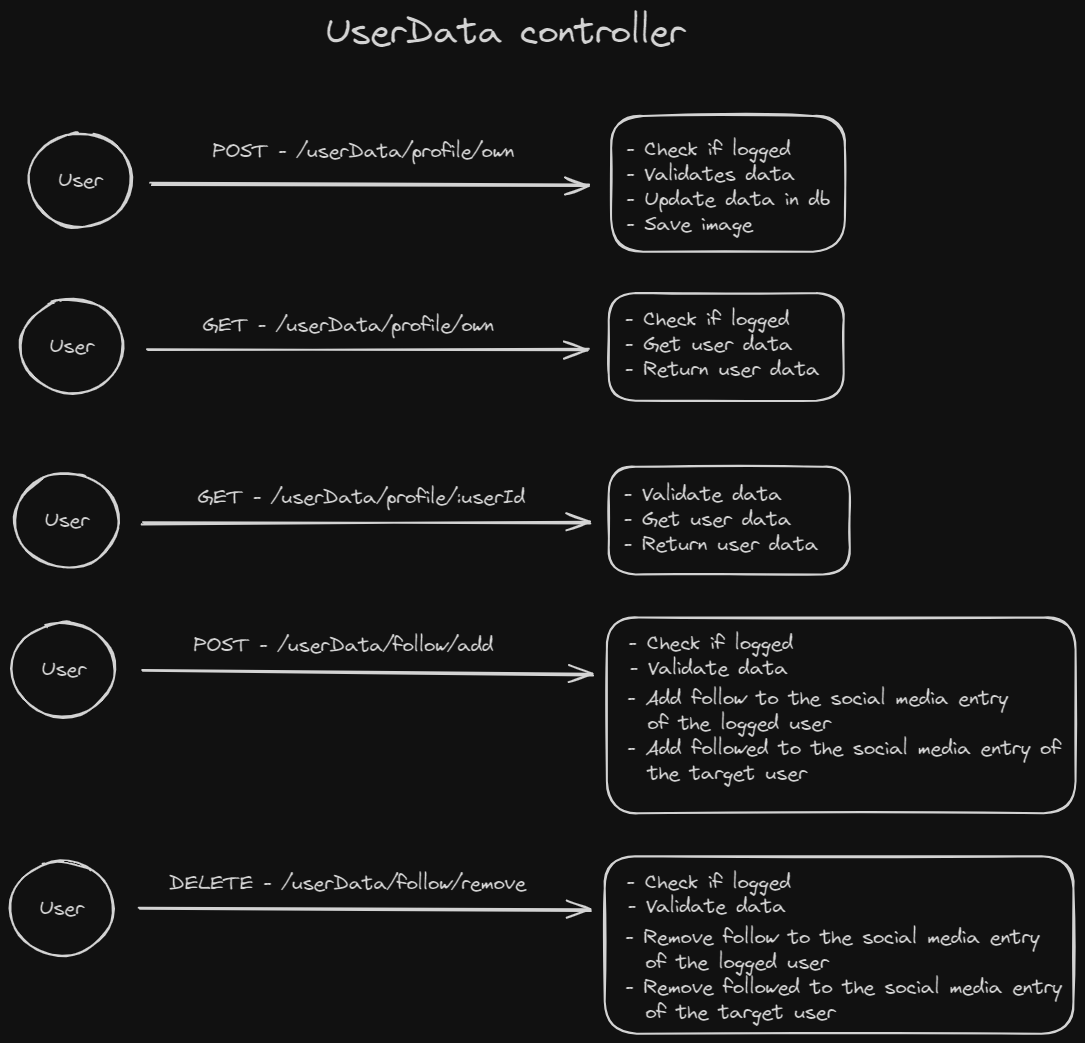 UserData controller
User
POST - /userData/profile/own
- Check if logged
- Validates data
- Update data in db
- Save image
User
GET - /userData/profile/own
- Check if logged
- Get user data
- Return user data
User
GET - /userData/profile/:userId
- Validate data
- Get user data
- Return user data
User
POST - /userData/follow/add
- Check if logged
- Validate data
- Add follow to the social media entry
of the logged user
- Add followed to the social media entry of
the target user
User
DELETE - /userData/follow/remove
- Check if logged
- Validate data
- Remove follow to the social media entry
of the logged user
- Remove followed to the social media entry
of the target user